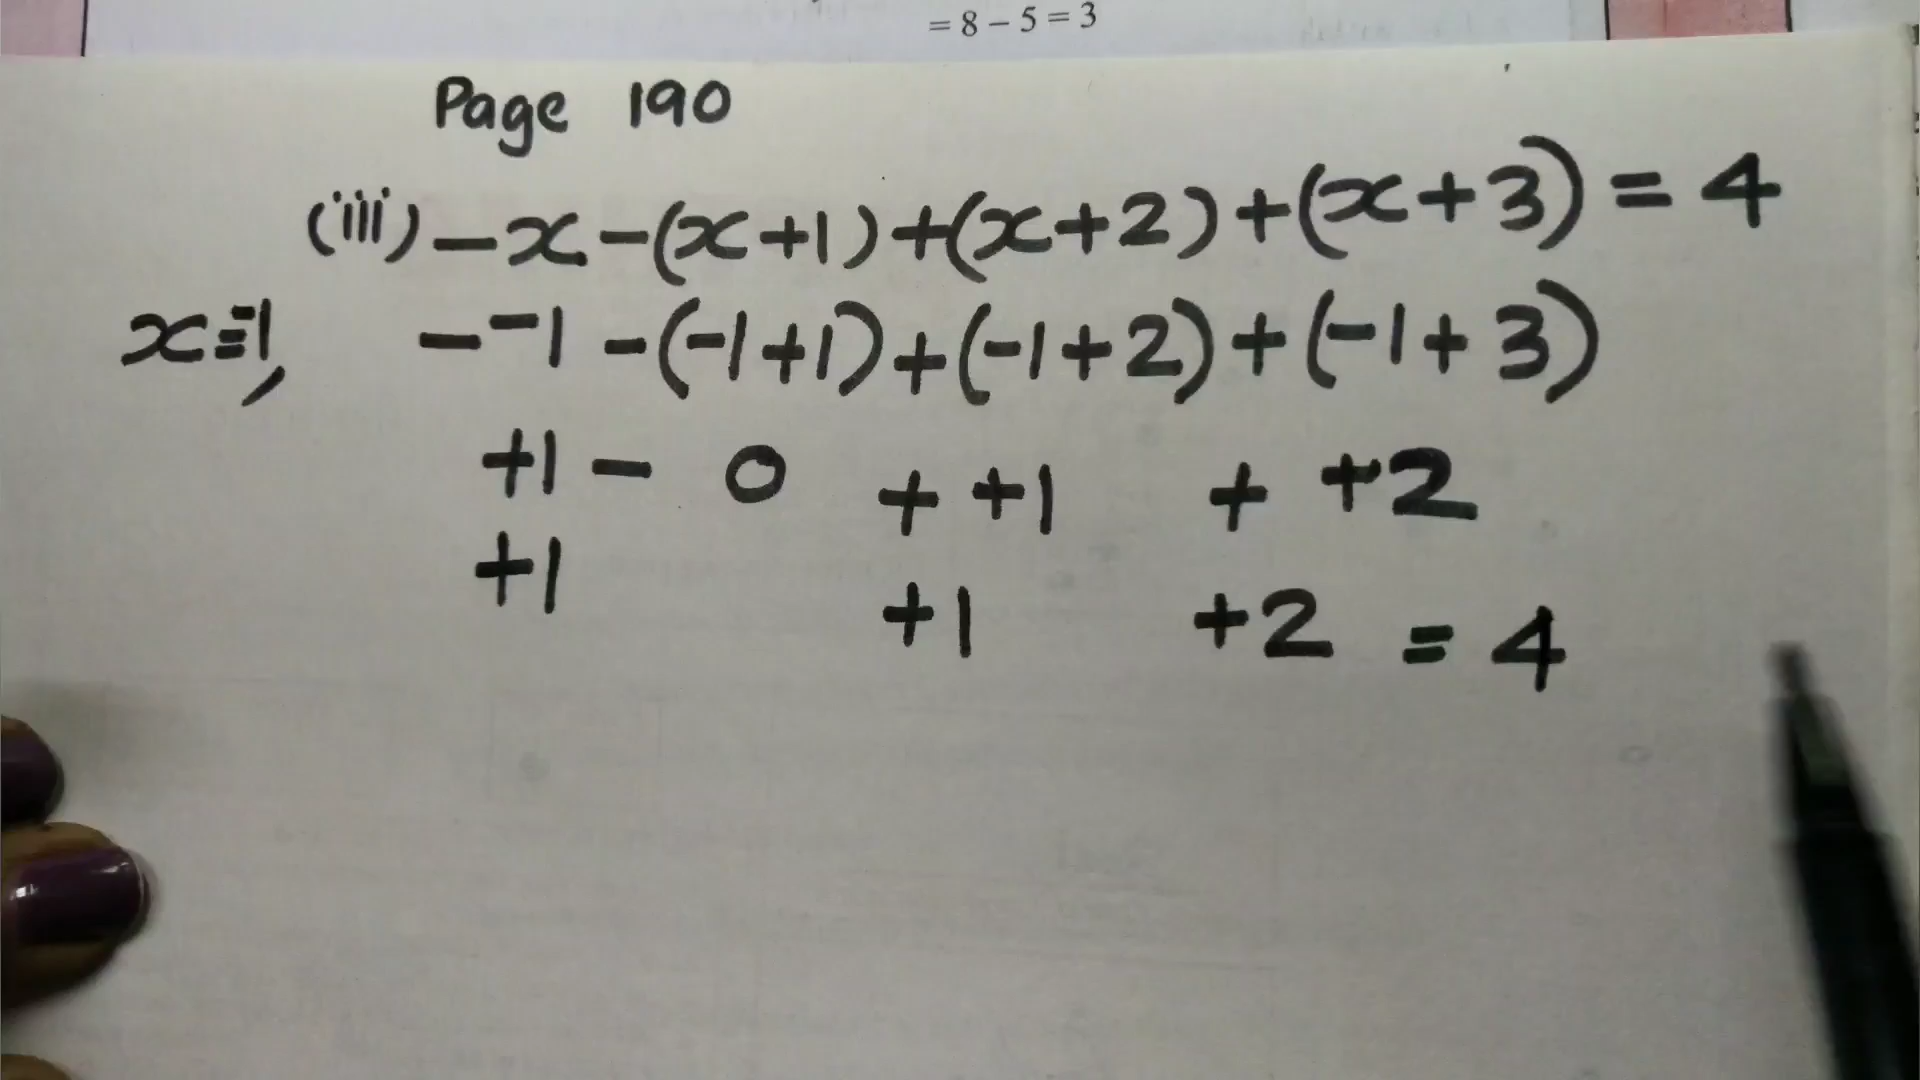 = 8 – 5 = 3
Page 190
(iii) -x-(x+1)+(x+2)+(x+3)=4
x=-1, --1-(-1+1)+(-1+2)+(-1+3)
+1 - 0 + +1 + +2
+1 +1 +2 = 4